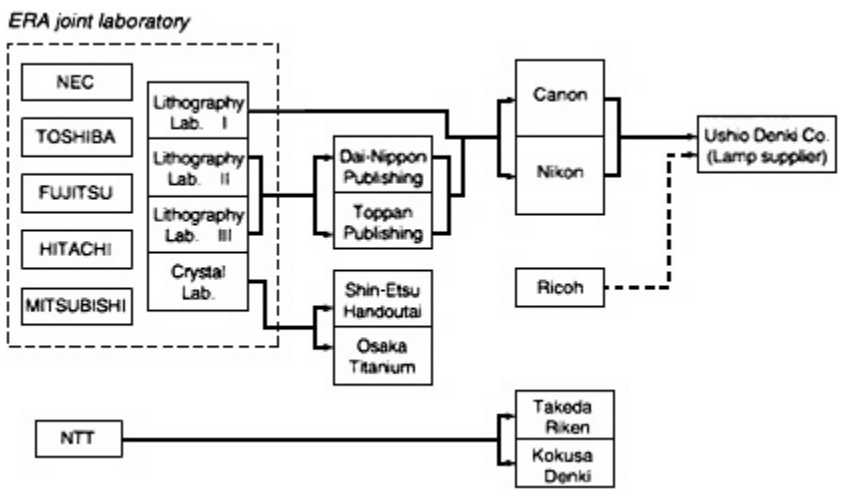 ERA joint laboratory
NEC
TOSHIBA
FUJITSU
HITACHI
MITSUBISHI
Lithography
Lab. I
Lithography
Lab. II
Lithography
Lab. III
Crystal
Lab.
Dai-Nippon
Publishing
Toppan
Publishing
Shin-Etsu
Handoutai
Osaka
Titanium
Canon
Nikon
Ricoh
Ushio Denki Co.
(Lamp supplier)
NTT
Takeda
Riken
Kokusa
Denki